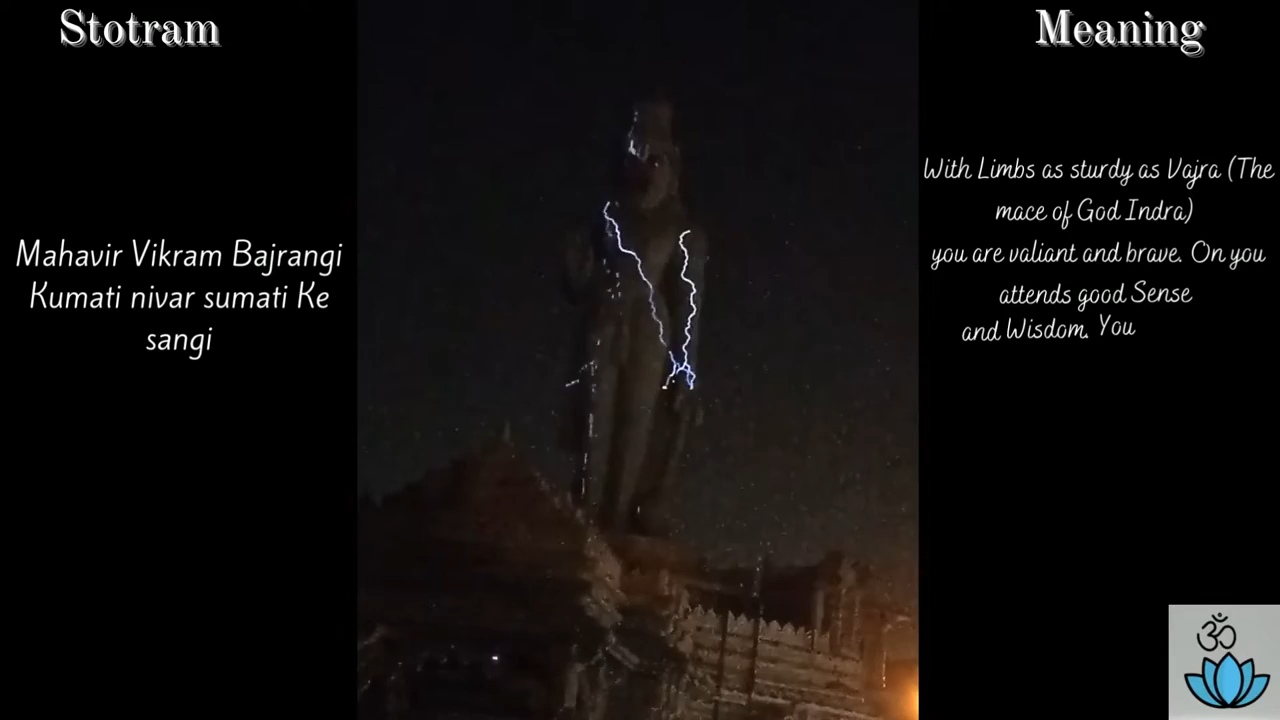 Stotram
Mahavir Vikram Bajrangi
Kumati nivar sumati Ke
sangi
Meaning
With Limbs as sturdy as Vajra (The
mace of God Indra)
you are valiant and brave. On you
attends good Sense
and Wisdom. You
ॐ